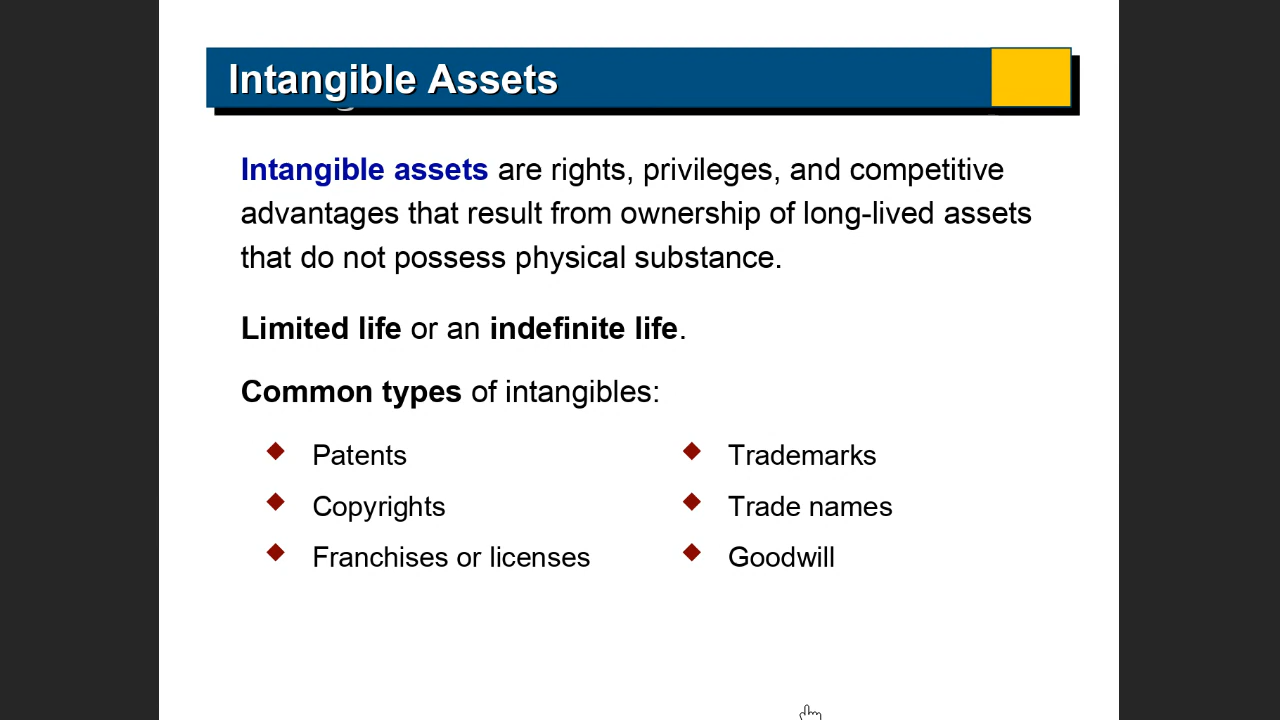 Intangible Assets
Intangible assets are rights, privileges, and competitive
advantages that result from ownership of long-lived assets
that do not possess physical substance.
Limited life or an indefinite life.
Common types of intangibles:
Patents
Copyrights
Franchises or licenses
Trademarks
Trade names
Goodwill